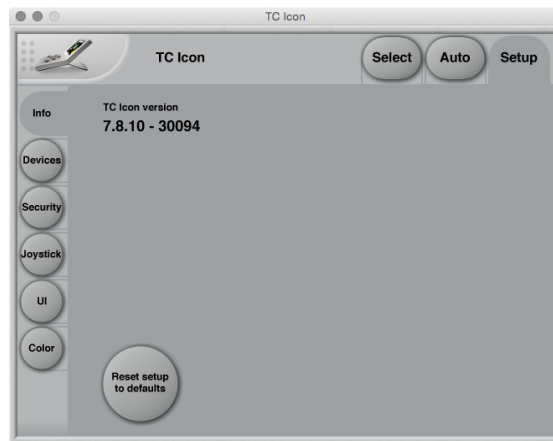 TC Icon
TC Icon
Select
Auto
Setup
Info
TC Icon version
7.8.10 - 30094
Devices
Security
Joystick
UI
Color
Reset setup
to defaults